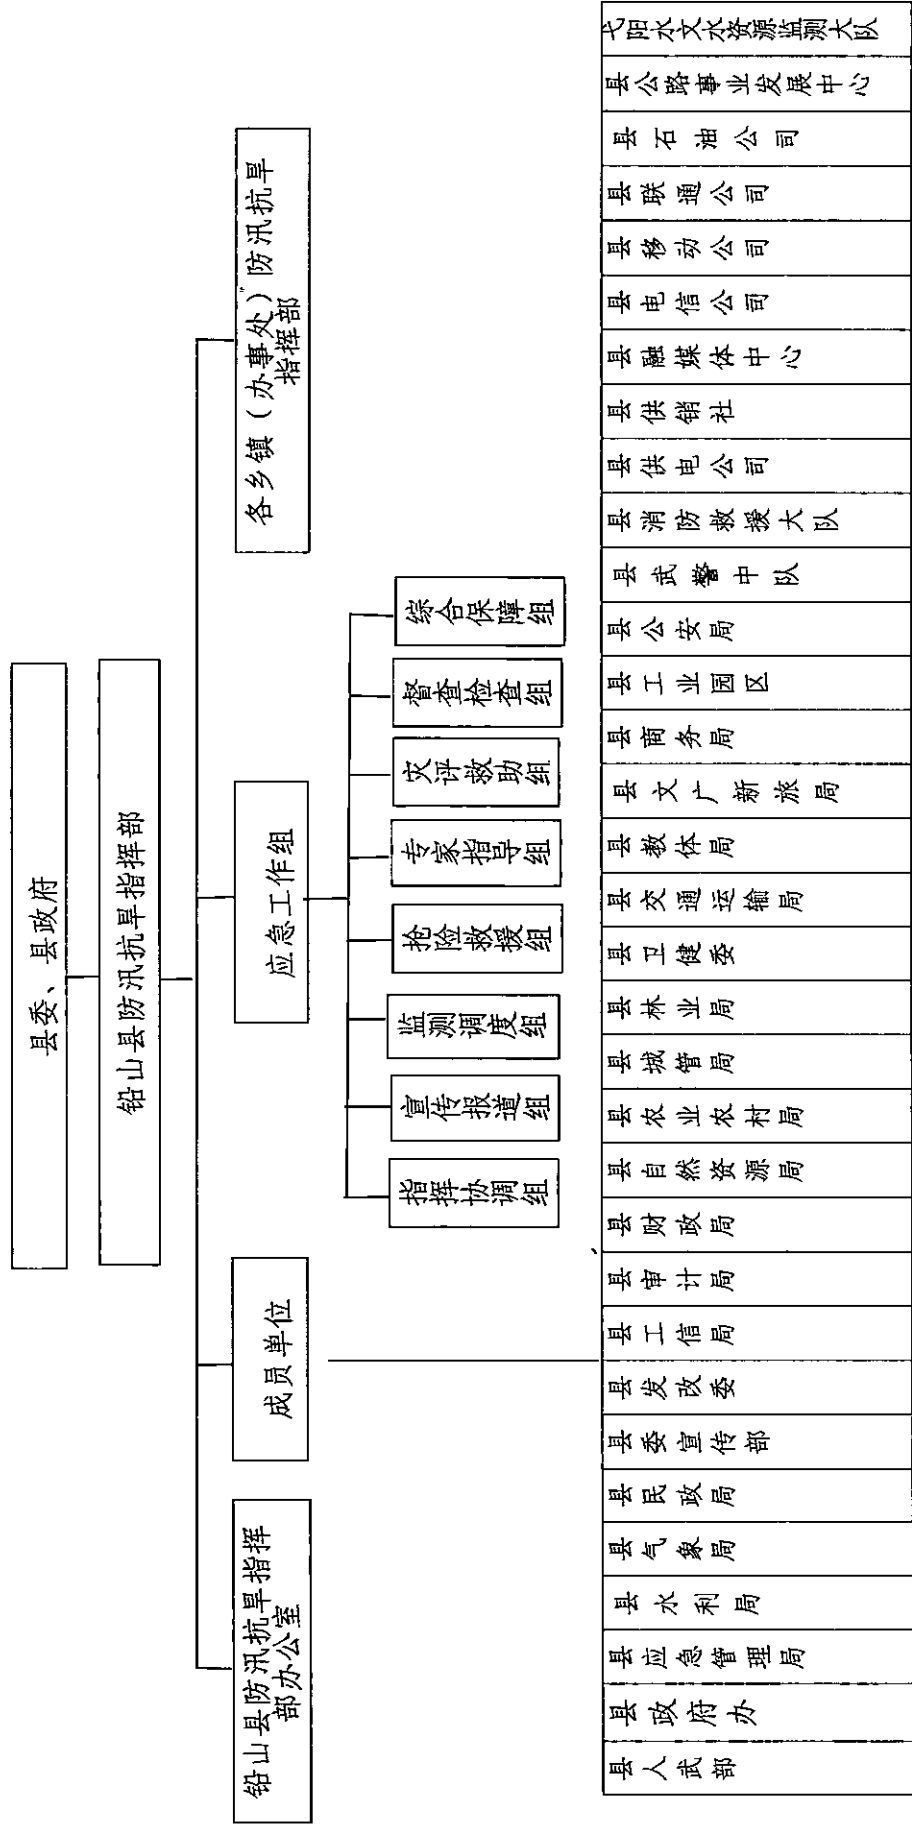 县委、县政府
铅山县防汛抗旱指挥部
铅山县防汛抗旱指挥
部办公室
成员单位
应急工作组
各乡镇（办事处）防汛抗旱
指挥部
指挥协调组
宣传报道组
监测调度组
抢险救援组
专家指导组
灾评救助组
督查检查组
综合保障组
县人武部
县政府办
县应急管理局
县水利局
县气象局
县民政局
县委宣传部
县发改委
县工信局
县审计局
县财政局
县自然资源局
县农业农村局
县城管局
县林业局
县卫健委
县交通运输局
县教体局
县文广新旅局
县商务局
县工业园区
县公安局
县武警中队
县消防救援大队
县供电公司
县供销社
县融媒体中心
县电信公司
县移动公司
县联通公司
县石油公司
县公路事业发展中心
弋阳水文水资源监测大队